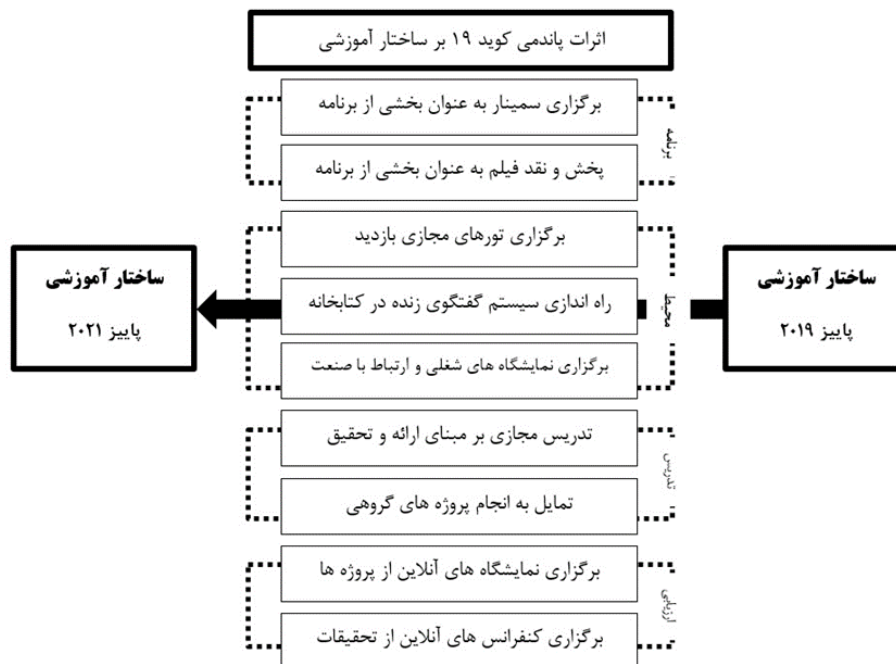 اثرات پاندمی کوید ۱۹ بر ساختار آموزشی
برنامه
برگزاری سمینار به عنوان بخشی از برنامه
پخش و نقد فیلم به عنوان بخشی از برنامه
ساختار آموزشی
پاییز ۲۰۱۹
محیط
برگزاری تورهای مجازی بازدید
راه اندازی سیستم گفتگوی زنده در کتابخانه
برگزاری نمایشگاه های شغلی و ارتباط با صنعت
ساختار آموزشی
پاییز ۲۰۲۱
تدریس
تدریس مجازی بر مبنای ارائه و تحقیق
تمایل به انجام پروژه های گروهی
ارزیابی
برگزاری نمایشگاه های آنلاین از پروژه ها
برگزاری کنفرانس های آنلاین از تحقیقات